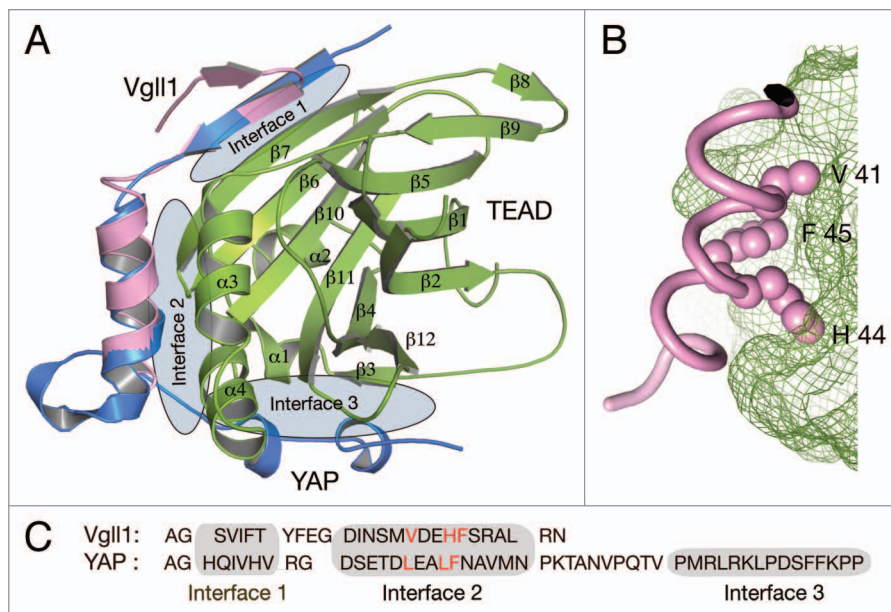 A
B
Vgll1
Interface 1
β8
β9
β7
β6
β5
β10
TEAD
β1
α2
α3
β11
β2
Interface 2
β4
β12
α1
β3
α4
Interface 3
YAP
V 41
F 45
H 44
C
Vgll1: AG SVIFT YFEG DINSMVDEHFSRAL RN
YAP : AG HQIVHV RG DSETDLEALFNAVMN PKTANVPQTV PMRLRKLPDSFFKPP
Interface 1 Interface 2 Interface 3